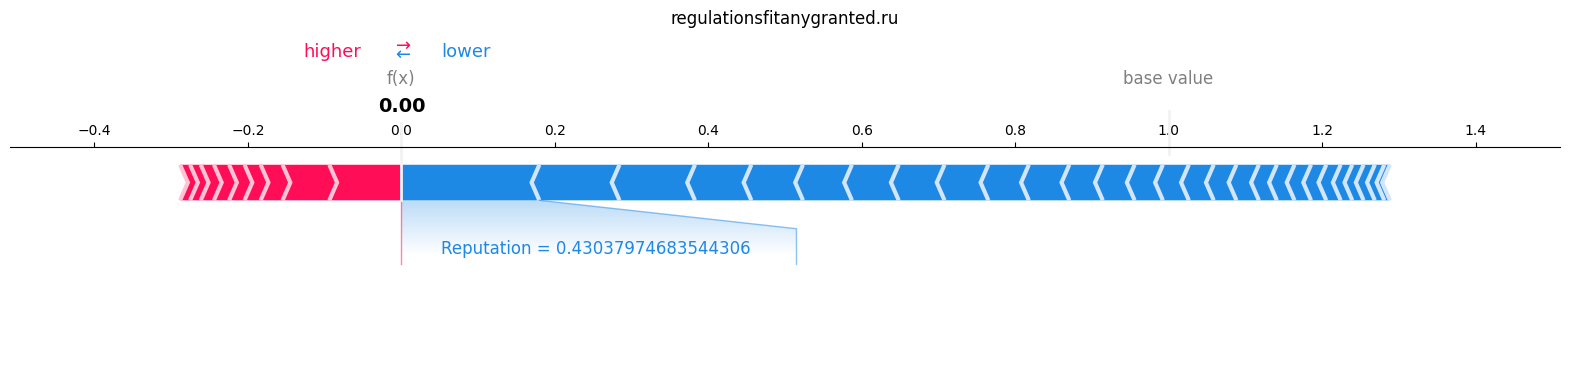 regulationsfitanygranted.ru
higher ⇄ lower
f(x) base value
0.00
−0.4 −0.2 0.0 0.2 0.4 0.6 0.8 1.0 1.2 1.4
Reputation = 0.43037974683544306